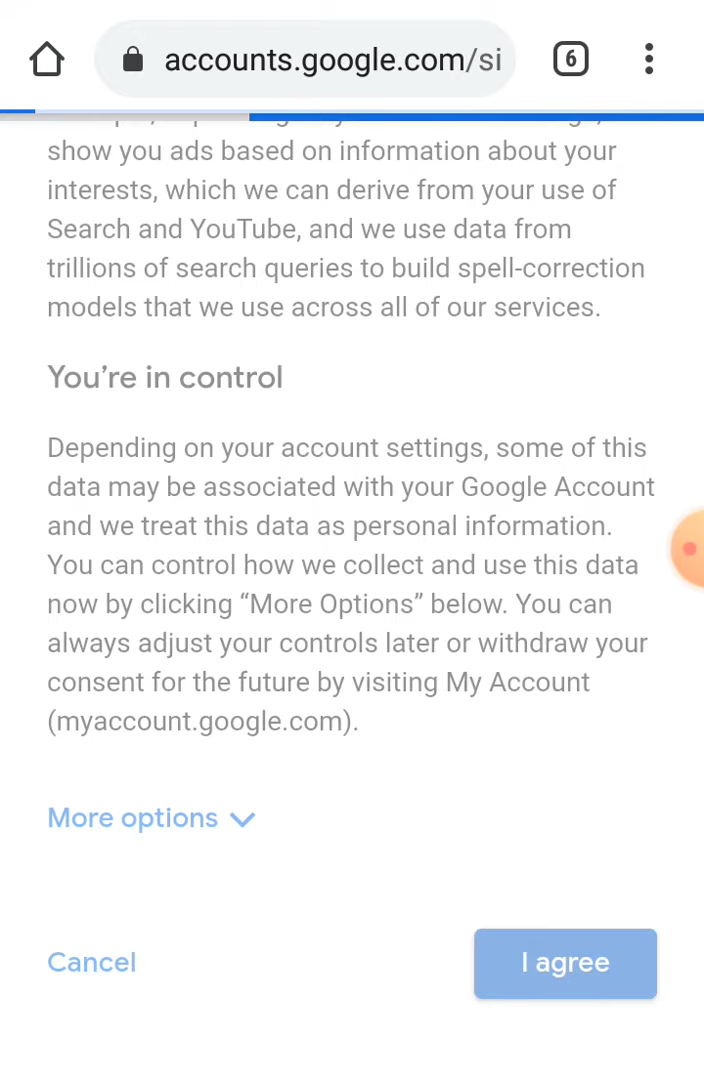 accounts.google.com/si
6
show you ads based on information about your
interests, which we can derive from your use of
Search and YouTube, and we use data from
trillions of search queries to build spell-correction
models that we use across all of our services.
You’re in control
Depending on your account settings, some of this
data may be associated with your Google Account
and we treat this data as personal information.
You can control how we collect and use this data
now by clicking “More Options” below. You can
always adjust your controls later or withdraw your
consent for the future by visiting My Account
(myaccount.google.com).
More options
Cancel
I agree